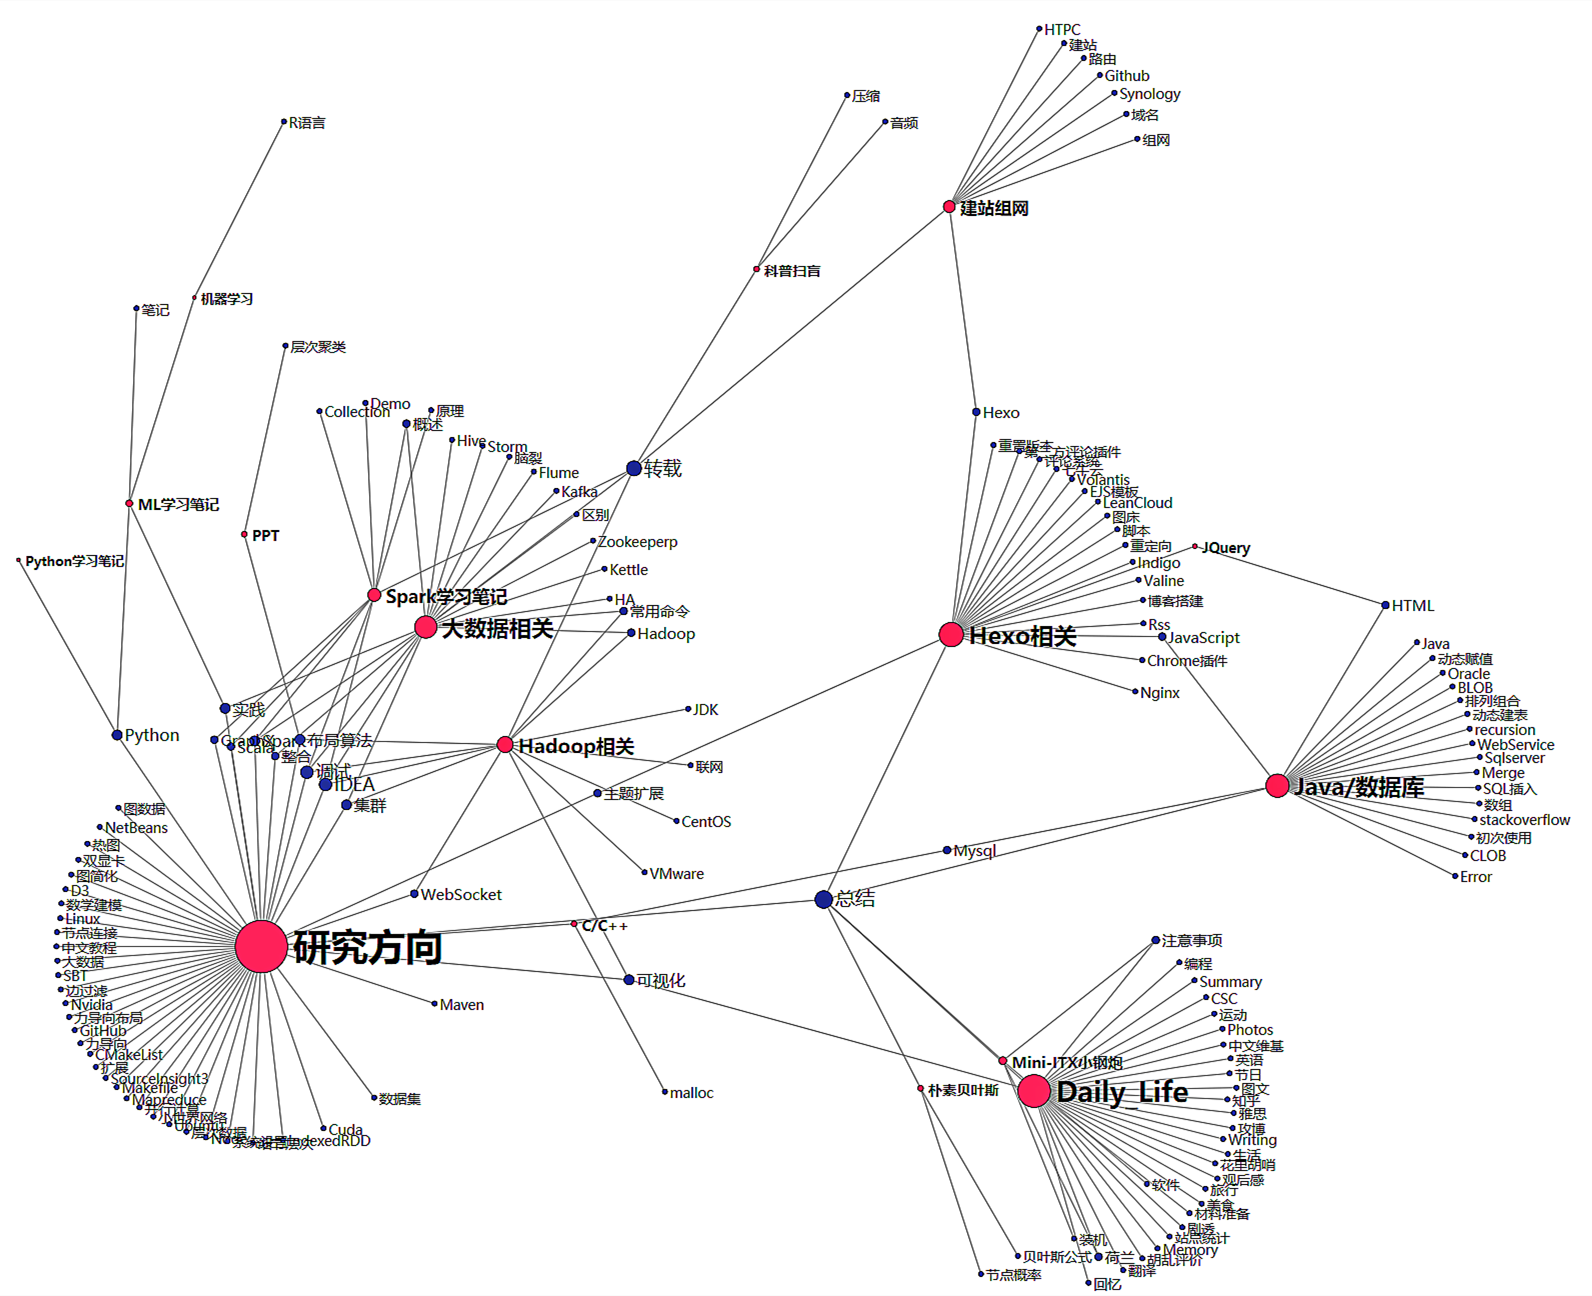 HTPC
建站
路由
Github
Synology
域名
组网
压缩
音频
R语言
建站组网
科普扫盲
机器学习
笔记
层次聚类
Demo
Collection
原理
概述
Hexo
Hive
Storm
脑裂
Flume
Kafka
转载
区别
Zookeeperp
Kettle
HA
常用命令
Hadoop
重置版本
第三方评论插件
评论系统
七牛云
Volantis
EJS模板
LeanCloud
图床
脚本
重定向
JQuery
Indigo
Valine
博客搭建
Rss
JavaScript
Chrome插件
Nginx
HTML
ML学习笔记
PPT
Python学习笔记
Spark学习笔记
大数据相关
Hexo相关
Java
动态赋值
Oracle
BLOB
排列组合
动态建表
recursion
WebService
Sqlserver
Merge
SQL插入
数组
stackoverflow
初次使用
CLOB
Error
Java/数据库
实践
Python
Spark
Scala
布局算法
整合
调试
IDEA
集群
Hadoop相关
JDK
联网
主题扩展
CentOS
VMware
Mysql
WebSocket
总结
C/C++
可视化
Maven
malloc
图数据
NetBeans
热图
双显卡
图简化
D3
数学建模
Linux
节点连接
中文教程
大数据
SBT
边过滤
Nvidia
力导向布局
GitHub
力导向
CMakeList
扩展
SourceInsight3
Makefile
Mapreduce
并行计算
小世界网络
Ubuntu
层次数据
IndexedRDD
Cuda
数据集
研究方向
注意事项
编程
Summary
CSC
运动
Photos
中文维基
英语
节日
图文
知乎
雅思
攻博
Writing
生活
花里胡哨
观后感
软件
旅行
美食
材料准备
剧透
站点统计
Memory
胡乱评价
翻译
荷兰
装机
回忆
Mini-ITX小钢炮
Daily_Life
朴素贝叶斯
贝叶斯公式
节点概率